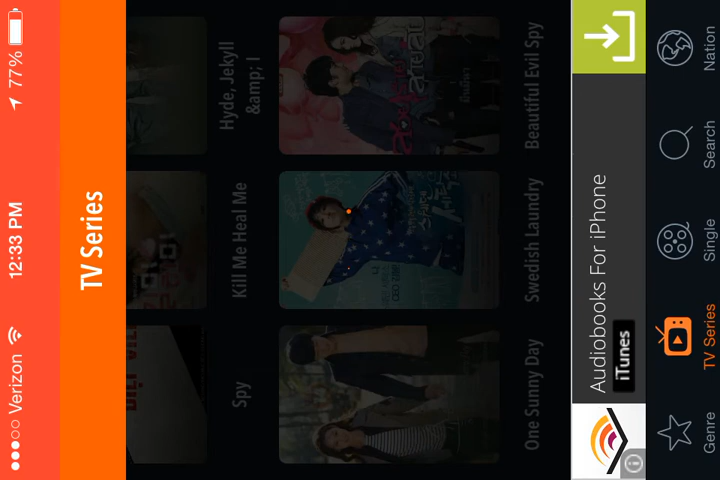 Verizon
12:33 PM
77%
TV Series
Spy
Kill Me Heal Me
Hyde, Jekyll
&amp; I
One Sunny Day
Swedish Laundry
Beautiful Evil Spy
Audiobooks For iPhone
iTunes
Genre
TV Series
Single
Search
Nation